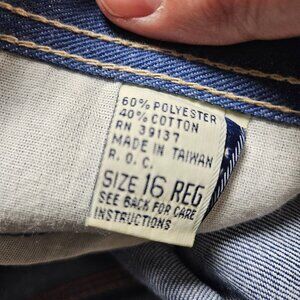 60% POLYESTER
40% COTTON
RN 39137
MADE IN TAIWAN
R. O. C.
SIZE 16 REG
SEE BACK FOR CARE
INSTRUCTIONS